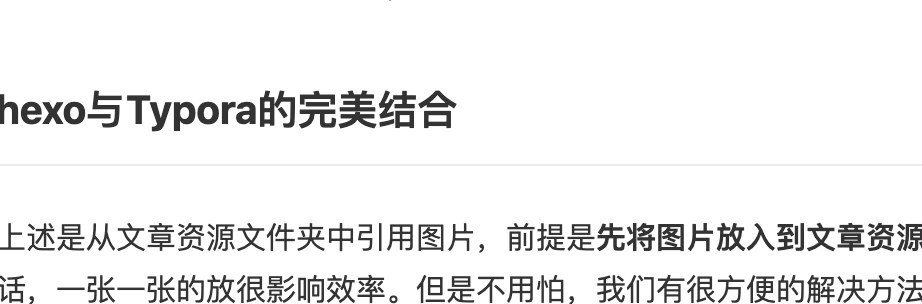 hexo与Typora的完美结合
上述是从文章资源文件夹中引用图片，前提是先将图片放入到文章资源
话，一张一张的放很影响效率。但是不用怕，我们有很方便的解决方法